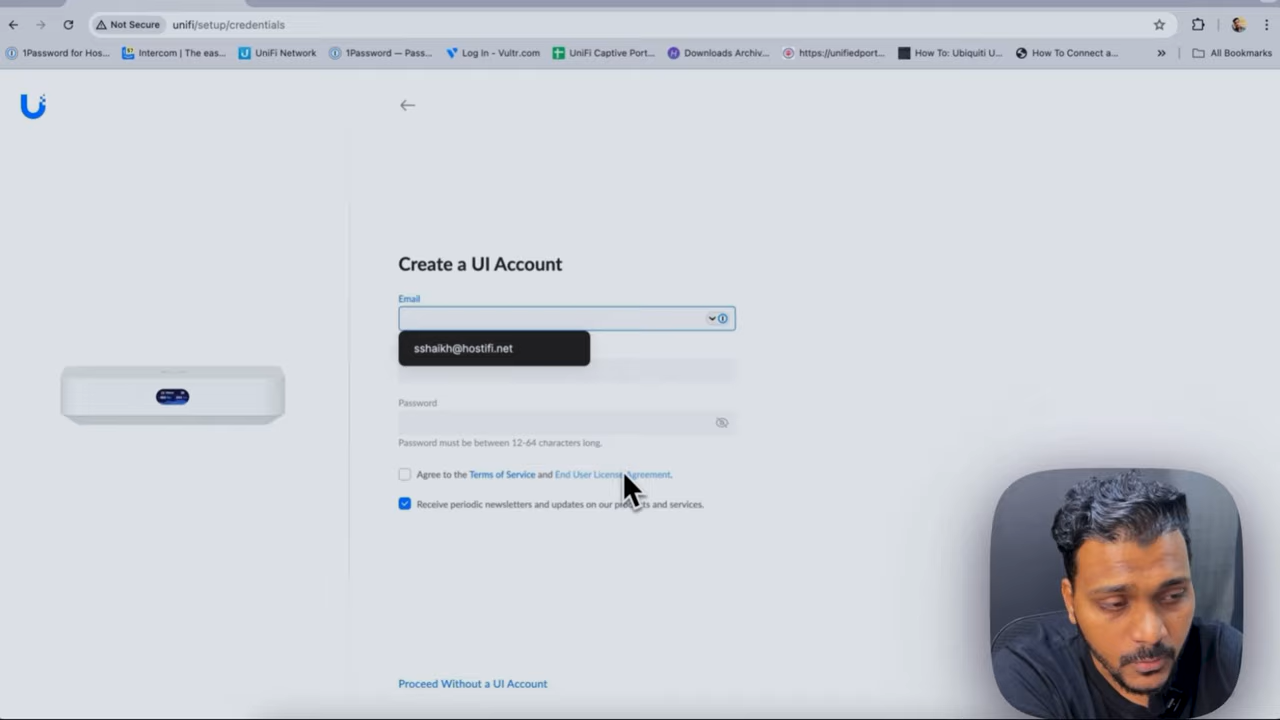 Not Secure unifi/setup/credentials
1Password for Hos... Intercom | The eas... UniFi Network 1Password — Pass... Log In - Vultr.com UniFi Captive Port... Downloads Archiv... https://unifiedport... How To: Ubiquiti U... How To Connect a... » All Bookmarks
Create a UI Account
Email
sshaikh@hostifi.net
Password
Password must be between 12-64 characters long.
Agree to the Terms of Service and End User License Agreement.
Receive periodic newsletters and updates on our products and services.
Proceed Without a UI Account